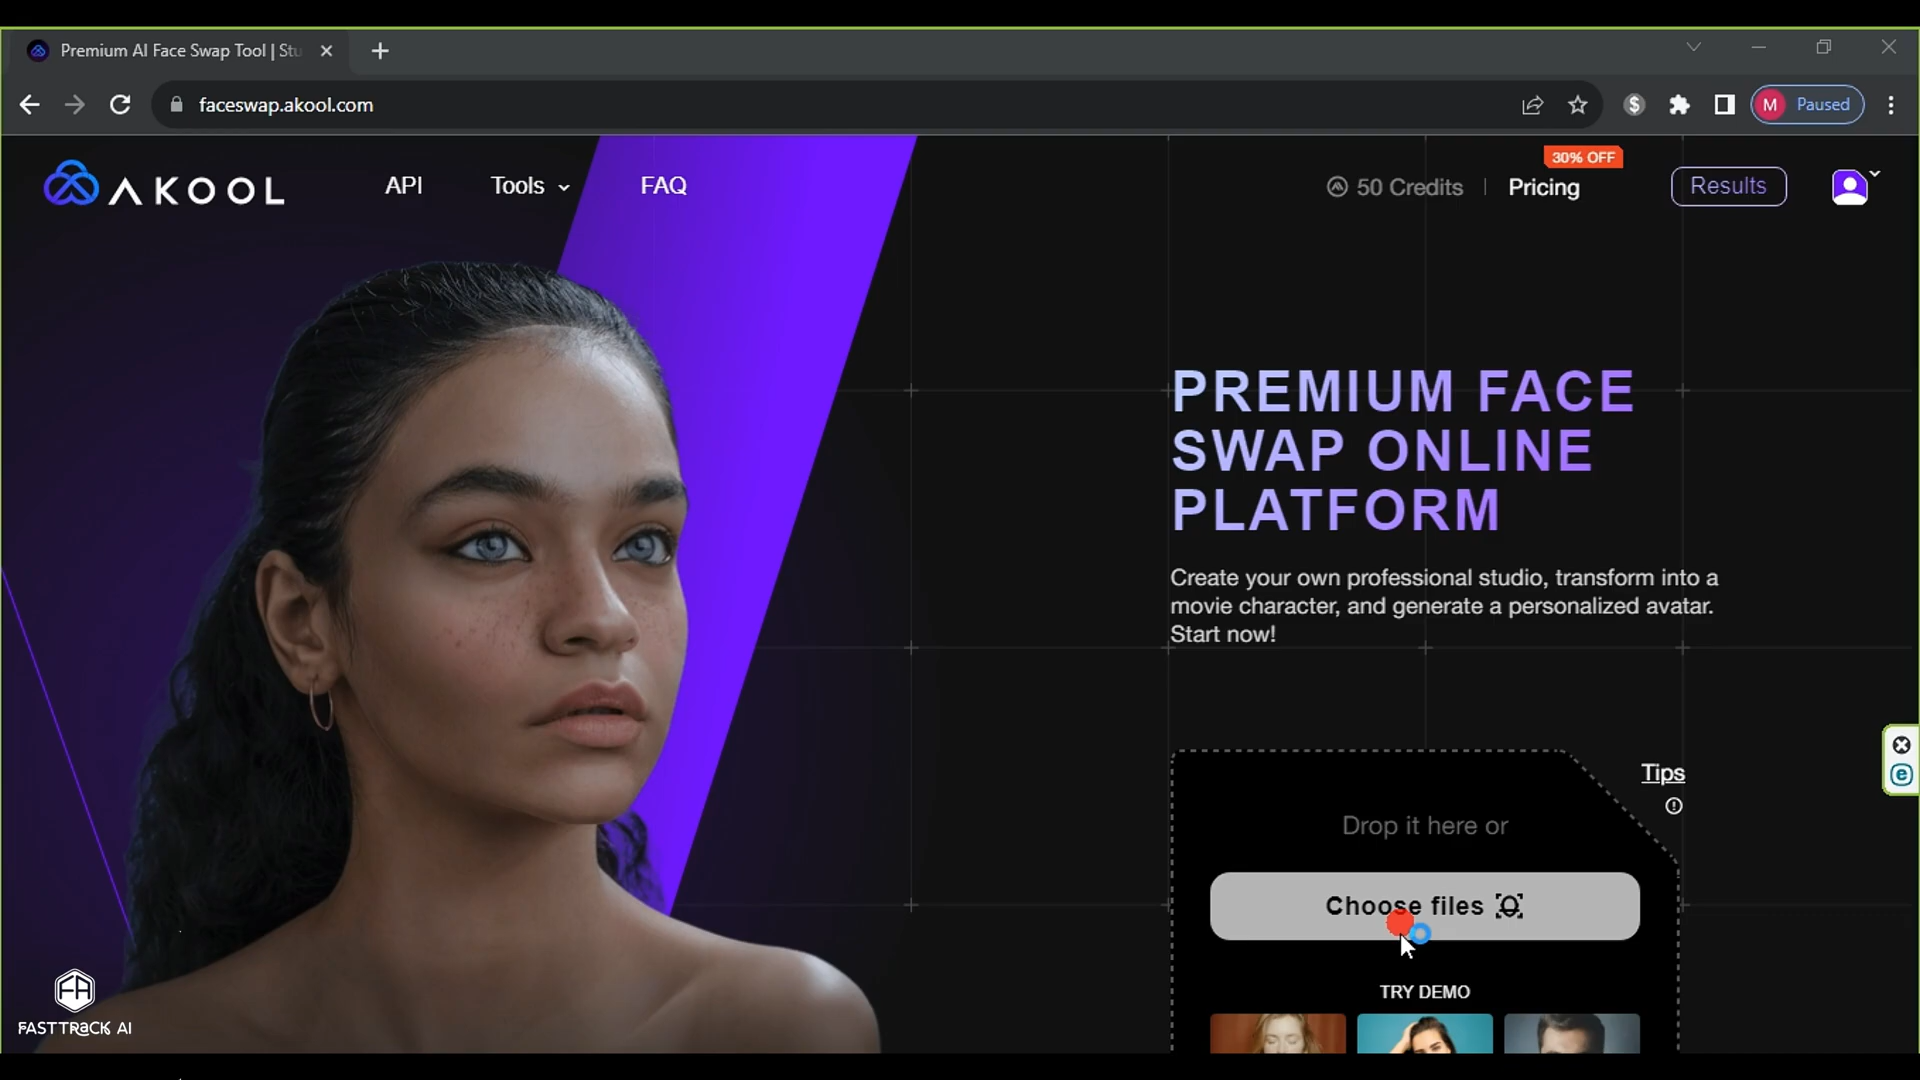 Premium AI Face Swap Tool | Stu
faceswap.akool.com
M Paused
AKOOL
API
Tools
FAQ
50 Credits
30% OFF
Pricing
Results
PREMIUM FACE
SWAP ONLINE
PLATFORM
Create your own professional studio, transform into a
movie character, and generate a personalized avatar.
Start now!
Tips
Drop it here or
Choose files
TRY DEMO
FA
FASTTRaCK AI